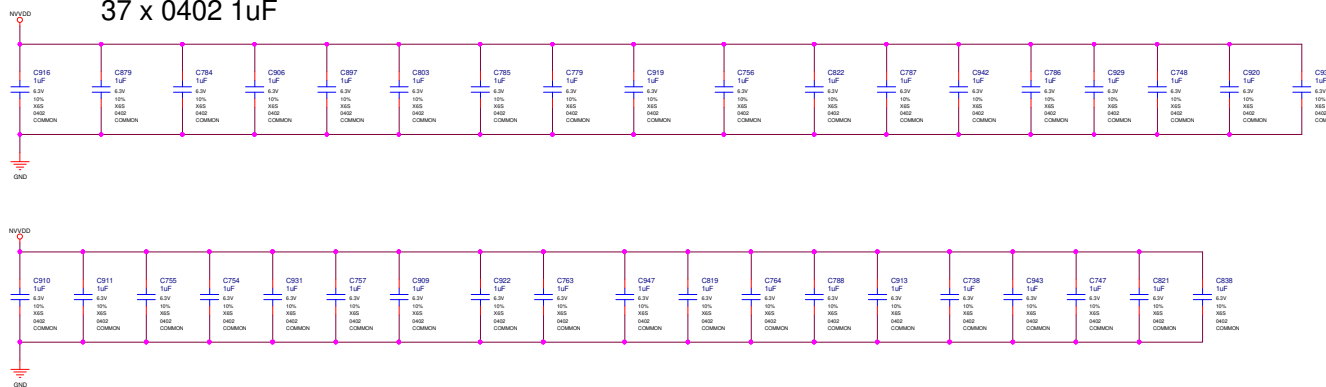 37 x 0402 1uF
NVVDD
C916 C879 C784 C906 C897 C803 C785 C779 C919 C756 C822 C787 C942 C786 C929 C748 C920
1uF 1uF 1uF 1uF 1uF 1uF 1uF 1uF 1uF 1uF 1uF 1uF 1uF 1uF 1uF 1uF 1uF 1uF
6.3V 6.3V 6.3V 6.3V 6.3V 6.3V 6.3V 6.3V 6.3V 6.3V 6.3V 6.3V 6.3V 6.3V 6.3V 6.3V 6.3V 6.3V
10% 10% 10% 10% 10% 10% 10% 10% 10% 10% 10% 10% 10% 10% 10% 10% 10% 10%
X6S X6S X6S X6S X6S X6S X6S X6S X6S X6S X6S X6S X6S X6S X6S X6S X6S X6S
0402 0402 0402 0402 0402 0402 0402 0402 0402 0402 0402 0402 0402 0402 0402 0402 0402 0402
COMMON COMMON COMMON COMMON COMMON COMMON COMMON COMMON COMMON COMMON COMMON COMMON COMMON COMMON COMMON COMMON COMMON
GND
NVVDD
C910 C911 C755 C754 C931 C757 C909 C922 C763 C947 C819 C764 C788 C913 C738 C943 C747 C821 C838
1uF 1uF 1uF 1uF 1uF 1uF 1uF 1uF 1uF 1uF 1uF 1uF 1uF 1uF 1uF 1uF 1uF 1uF 1uF
6.3V 6.3V 6.3V 6.3V 6.3V 6.3V 6.3V 6.3V 6.3V 6.3V 6.3V 6.3V 6.3V 6.3V 6.3V 6.3V 6.3V 6.3V 6.3V
10% 10% 10% 10% 10% 10% 10% 10% 10% 10% 10% 10% 10% 10% 10% 10% 10% 10% 10%
X6S X6S X6S X6S X6S X6S X6S X6S X6S X6S X6S X6S X6S X6S X6S X6S X6S X6S X6S
0402 0402 0402 0402 0402 0402 0402 0402 0402 0402 0402 0402 0402 0402 0402 0402 0402 0402 0402
COMMON COMMON COMMON COMMON COMMON COMMON COMMON COMMON COMMON COMMON COMMON COMMON COMMON COMMON COMMON COMMON COMMON COMMON COMMON
GND